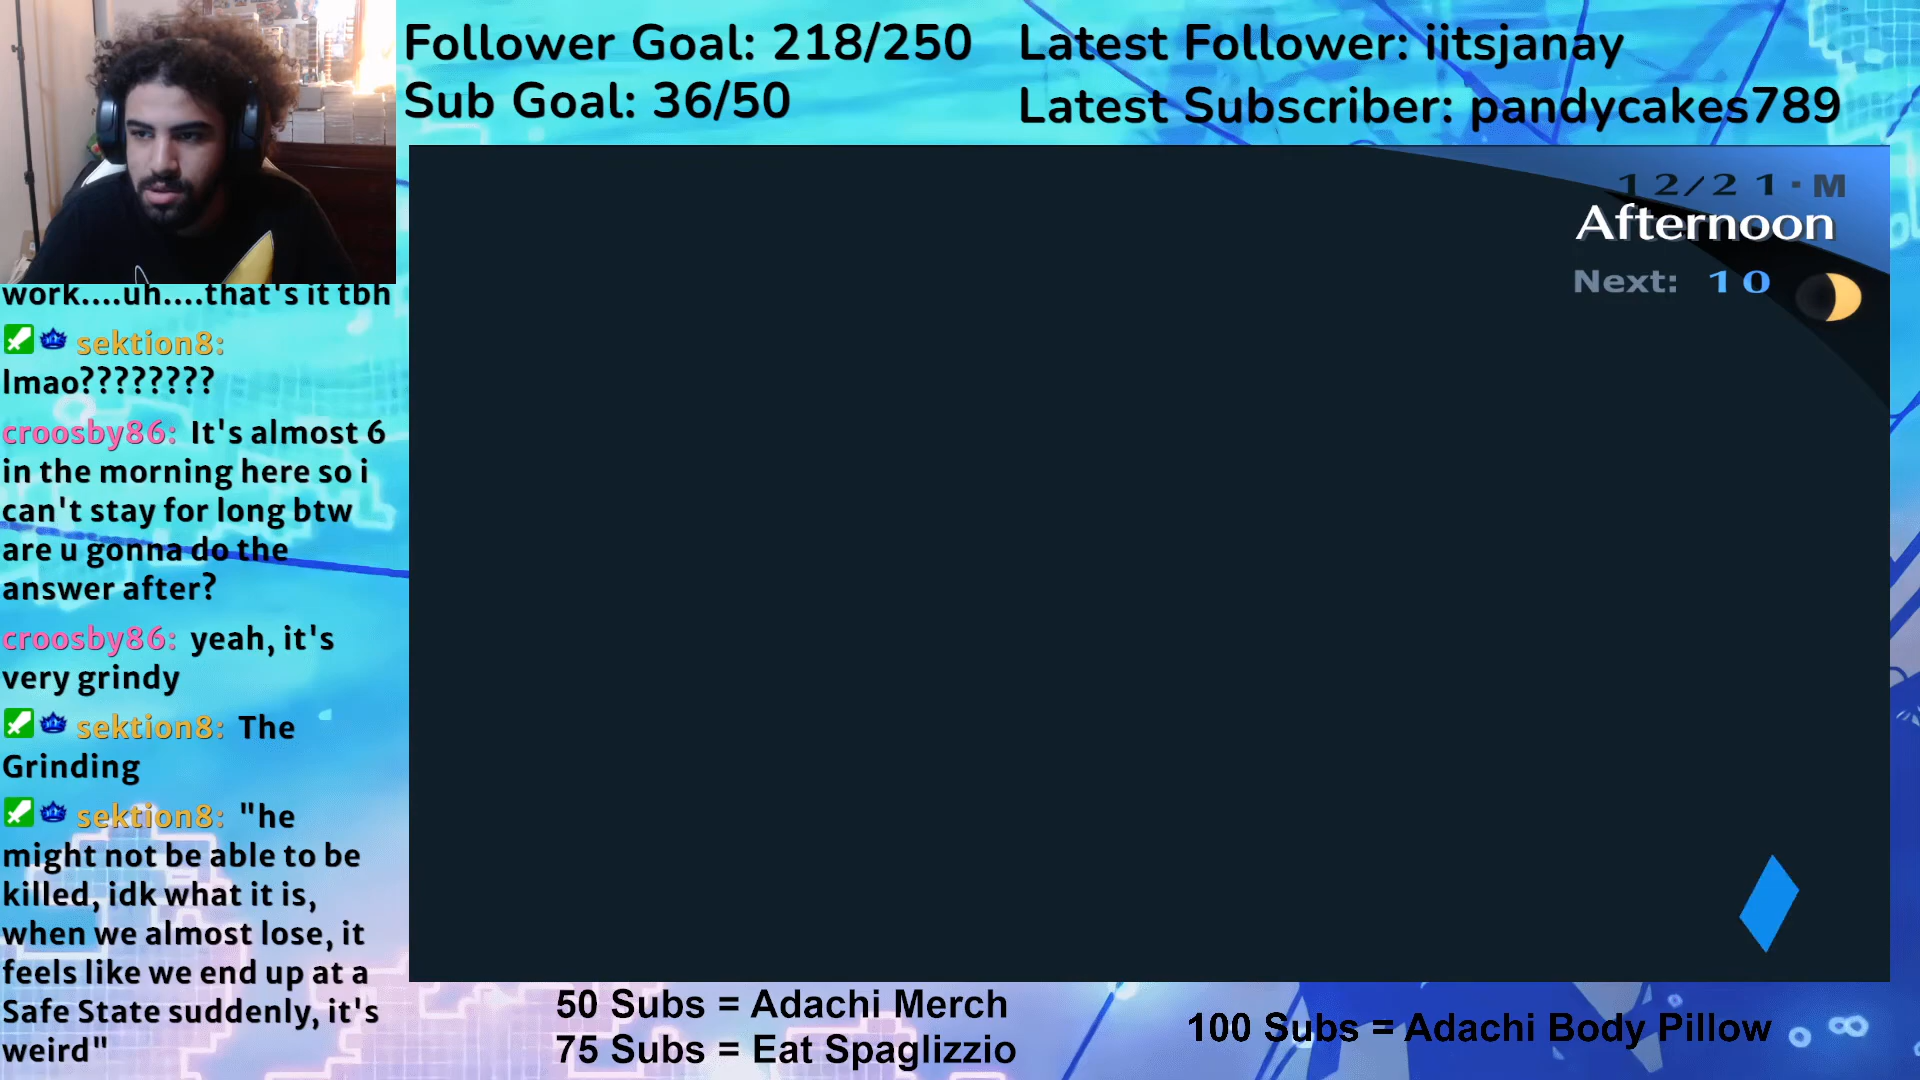 Follower Goal: 218/250
Sub Goal: 36/50
Latest Follower: iitsjanay
Latest Subscriber: pandycakes789
12/21·M
Afternoon
Next: 10
work....uh....that's it tbh
sektion8:
lmao????????
croosby86: It's almost 6
in the morning here so i
can't stay for long btw
are u gonna do the
answer after?
croosby86: yeah, it's
very grindy
sektion8: The
Grinding
sektion8: "he
might not be able to be
killed, idk what it is,
when we almost lose, it
feels like we end up at a
Safe State suddenly, it's
weird"
50 Subs = Adachi Merch
75 Subs = Eat Spaglizzio
100 Subs = Adachi Body Pillow